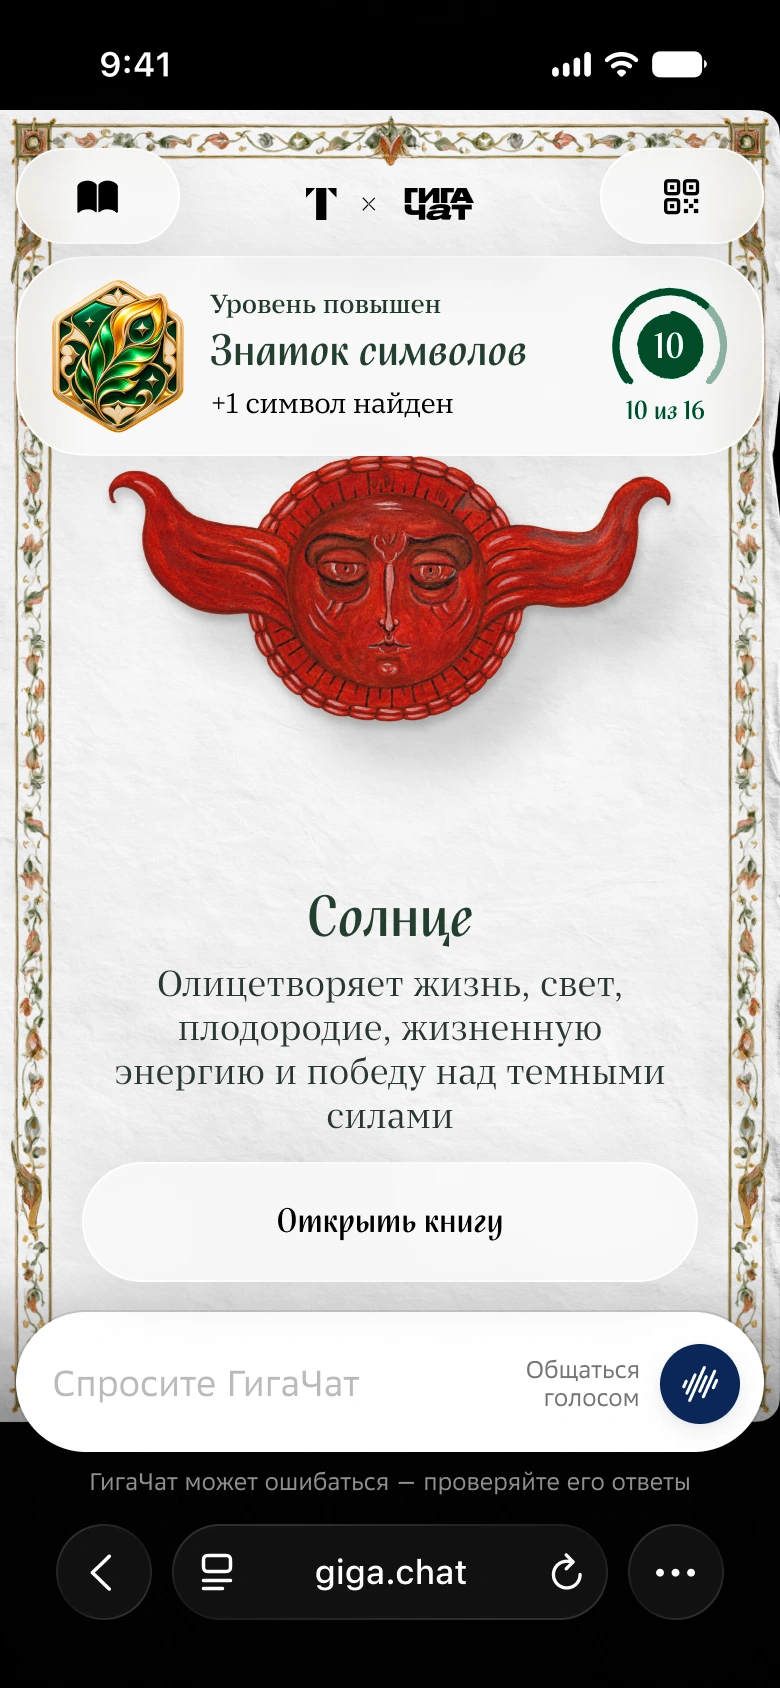 9:41
Т × ГИГА ЧАТ
Уровень повышен
Знаток символов
+1 символ найден
10
10 из 16
Солнце
Олицетворяет жизнь, свет,
плодородие, жизненную
энергию и победу над темными
силами
Открыть книгу
Спросите ГигаЧат
Общаться
голосом
ГигаЧат может ошибаться — проверяйте его ответы
giga.chat